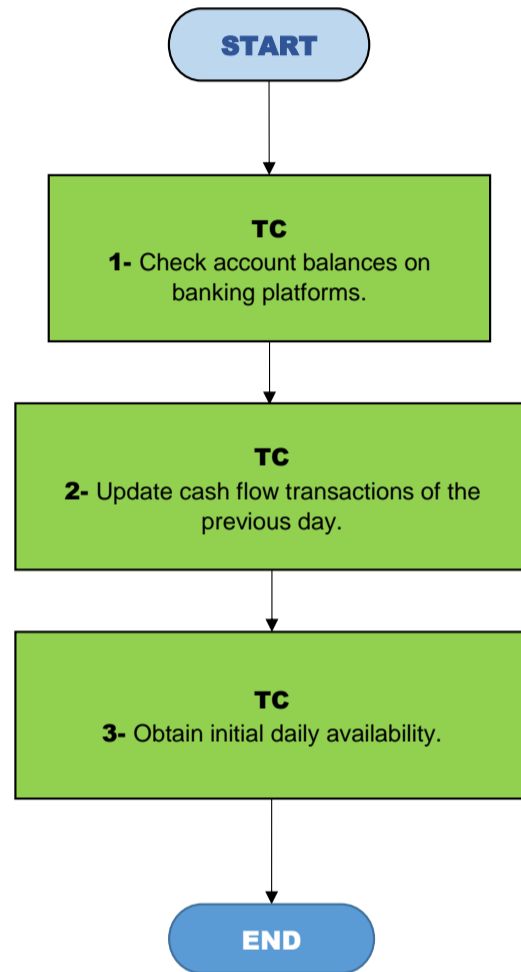 START
TC
1- Check account balances on
banking platforms.
TC
2- Update cash flow transactions of the
previous day.
TC
3- Obtain initial daily availability.
END